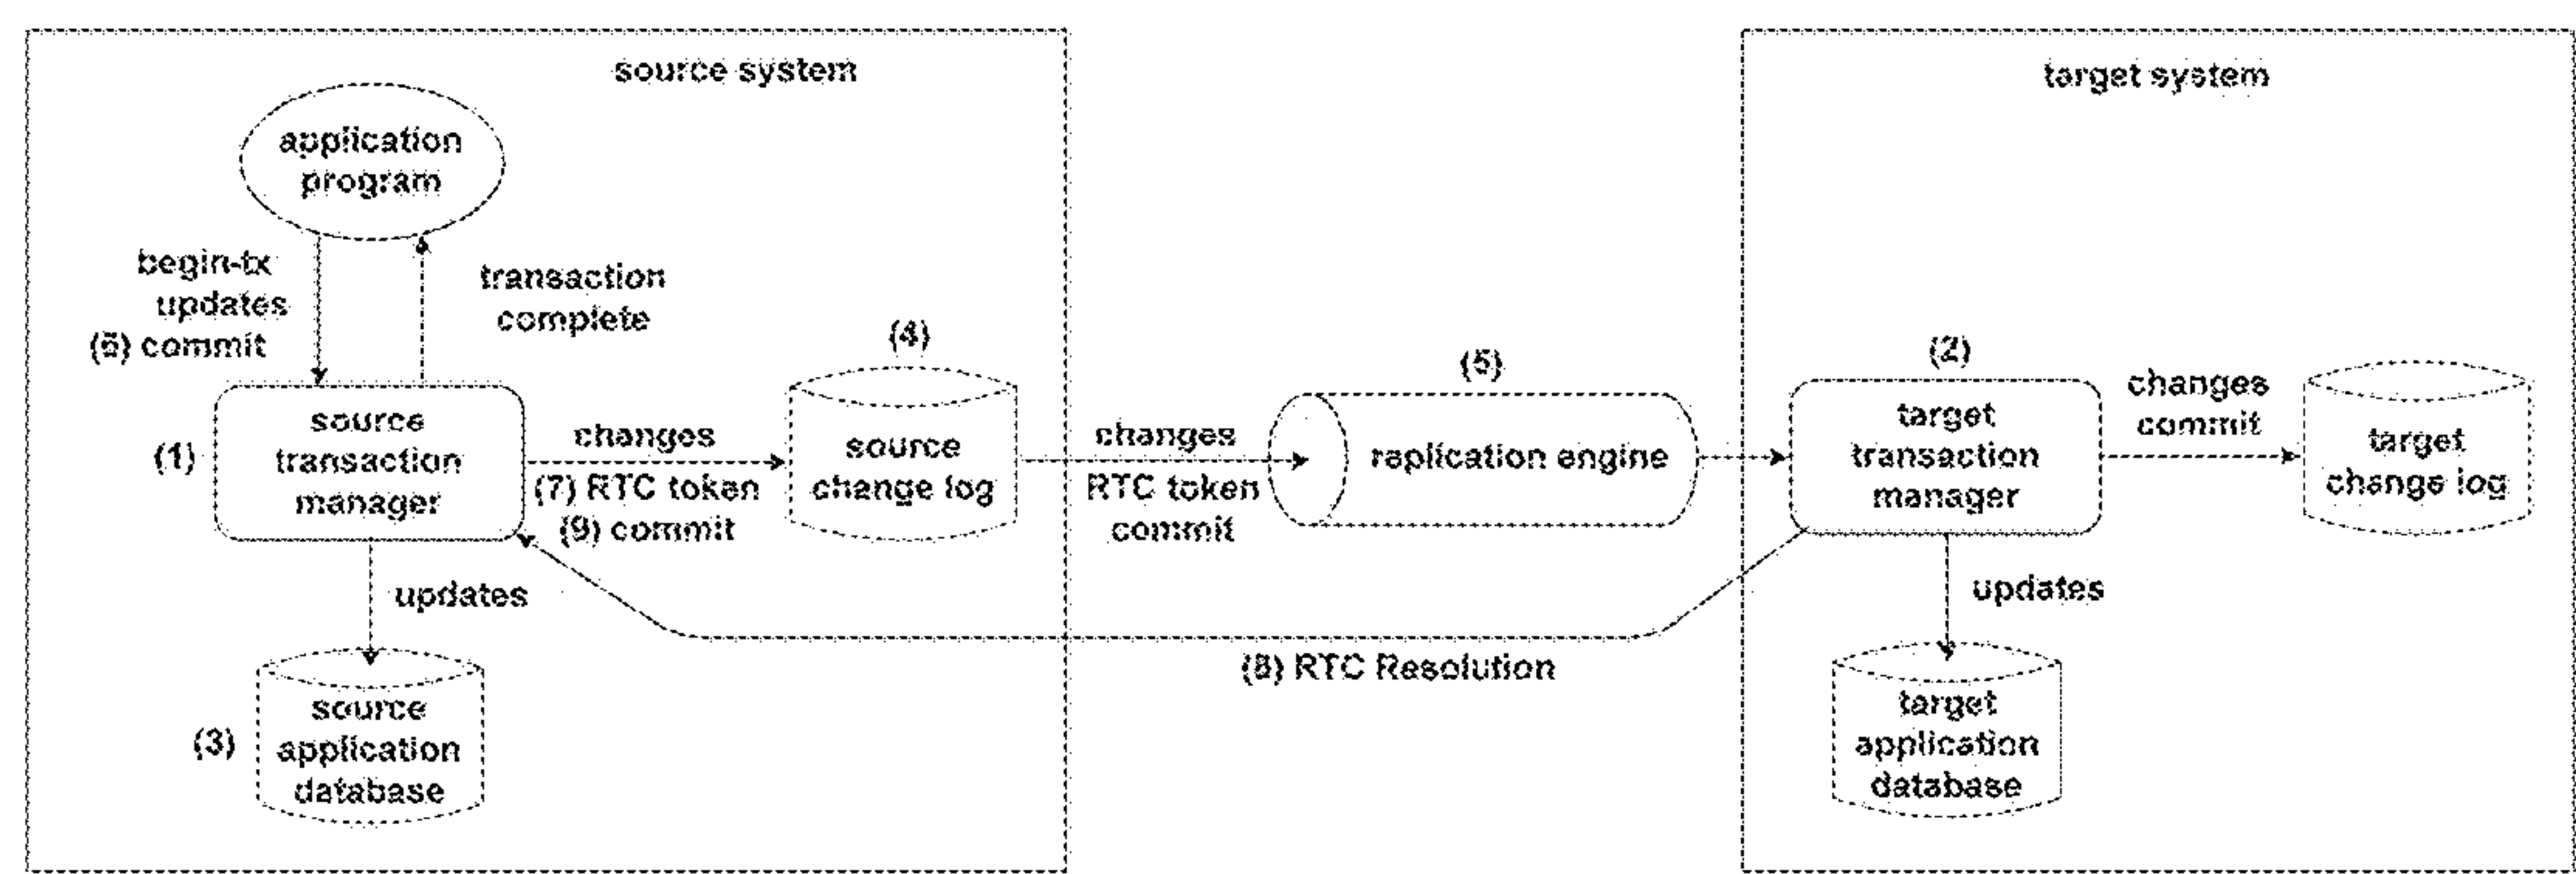 source system
application
program
begin-tx
updates
(6) commit
transaction
complete
(1)
source
transaction
manager
changes
(7) RTC token
(9) commit
(4)
source
change log
updates
(3)
source
application
database
changes
RTC token
commit
(5)
replication engine
(8) RTC Resolution
target system
(2)
target
transaction
manager
changes
commit
target
change log
updates
target
application
database